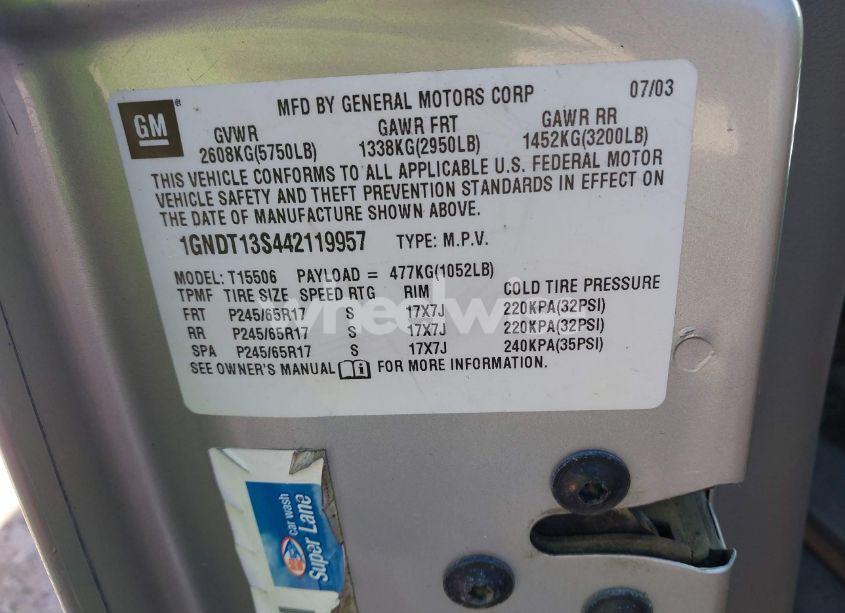 GM
MFD BY GENERAL MOTORS CORP 07/03
GVWR GAWR FRT GAWR RR
2608KG(5750LB) 1338KG(2950LB) 1452KG(3200LB)
THIS VEHICLE CONFORMS TO ALL APPLICABLE U.S. FEDERAL MOTOR
VEHICLE SAFETY AND THEFT PREVENTION STANDARDS IN EFFECT ON
THE DATE OF MANUFACTURE SHOWN ABOVE.
1GNDT13S442119957 TYPE: M.P.V.
MODEL: T15506 PAYLOAD = 477KG(1052LB)
TPMF TIRE SIZE SPEED RTG RIM COLD TIRE PRESSURE
FRT P245/65R17 S 17X7J 220KPA(32PSI)
RR P245/65R17 S 17X7J 220KPA(32PSI)
SPA P245/65R17 S 17X7J 240KPA(35PSI)
SEE OWNER'S MANUAL FOR MORE INFORMATION.
car wash
Super Lane